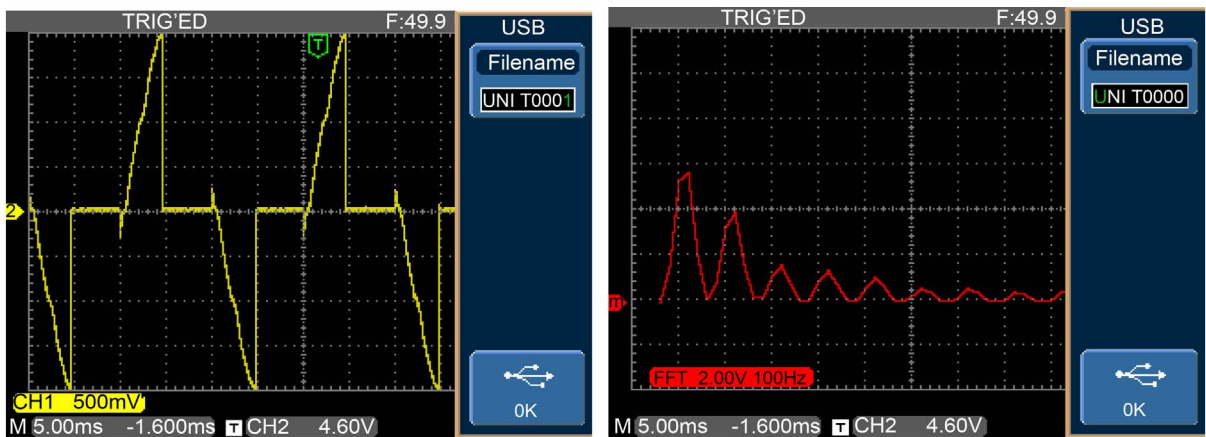 TRIG'ED F:49.9
USB
Filename
UNI T0001
T
2
CH1 500mV
M 5.00ms -1.600ms T CH2 4.60V
0K
TRIG'ED F:49.9
USB
Filename
UNI T0000
m
FFT 2.00V 100Hz
M 5.00ms -1.600ms T CH2 4.60V
0K